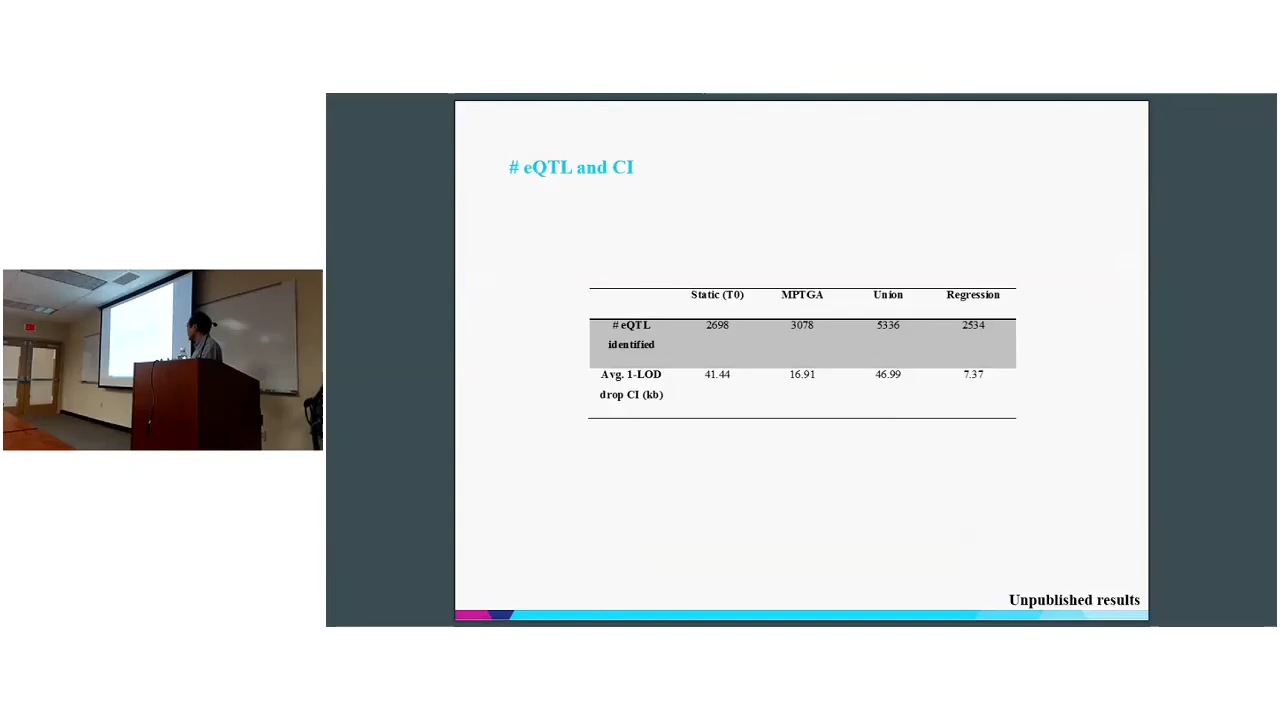 # eQTL and CI
Static (T0) MPTGA Union Regression
# eQTL identified 2698 3078 5336 2534
Avg. 1-LOD drop CI (kb) 41.44 16.91 46.99 7.37
Unpublished results